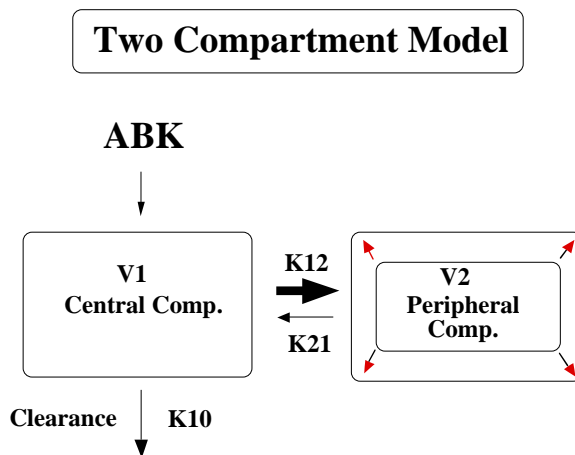 Two Compartment Model
ABK
V1
Central Comp.
K12
K21
V2
Peripheral
Comp.
Clearance
K10